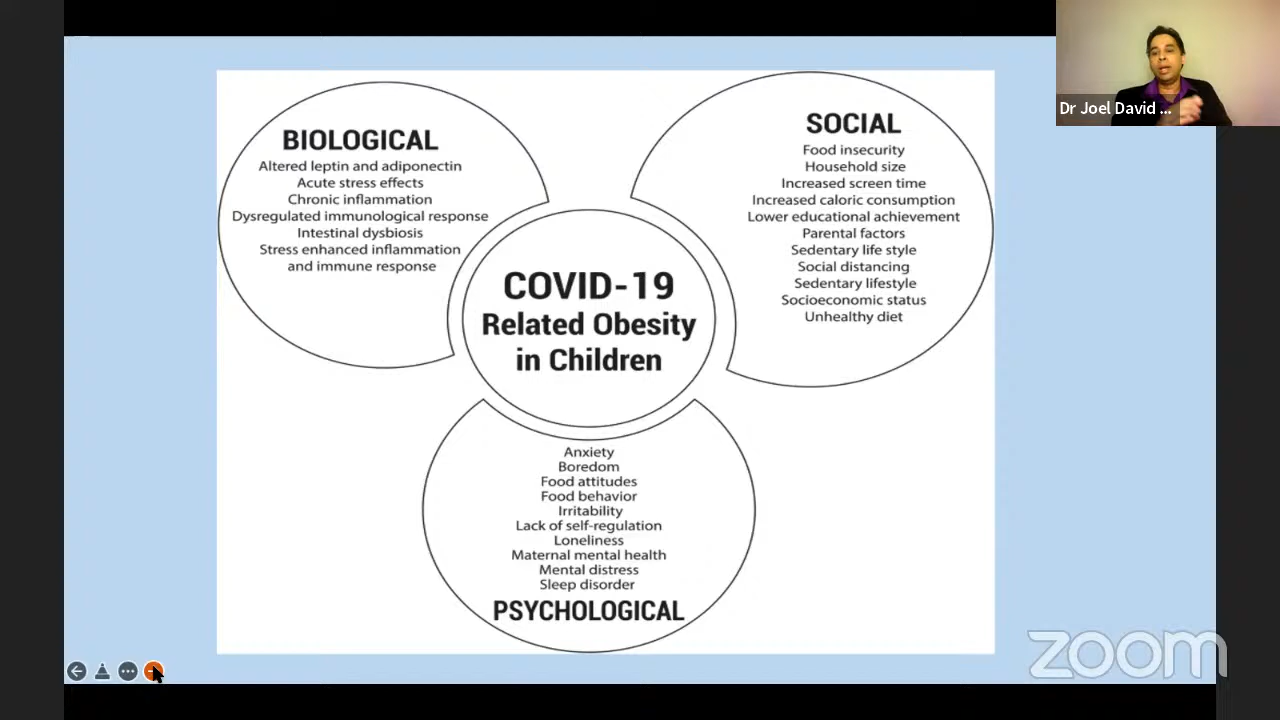 BIOLOGICAL
Altered leptin and adiponectin
Acute stress effects
Chronic inflammation
Dysregulated immunological response
Intestinal dysbiosis
Stress enhanced inflammation
and immune response
SOCIAL
Food insecurity
Household size
Increased screen time
Increased caloric consumption
Lower educational achievement
Parental factors
Sedentary life style
Social distancing
Sedentary lifestyle
Socioeconomic status
Unhealthy diet
COVID-19
Related Obesity
in Children
Anxiety
Boredom
Food attitudes
Food behavior
Irritability
Lack of self-regulation
Loneliness
Maternal mental health
Mental distress
Sleep disorder
PSYCHOLOGICAL
Dr Joel David ...
zoom